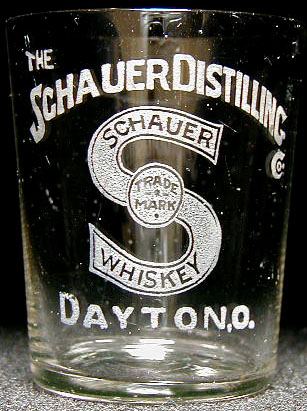 THE
SCHAUER DISTILLING
Co.
SCHAUER
TRADE
MARK
WHISKEY
DAYTON, O.